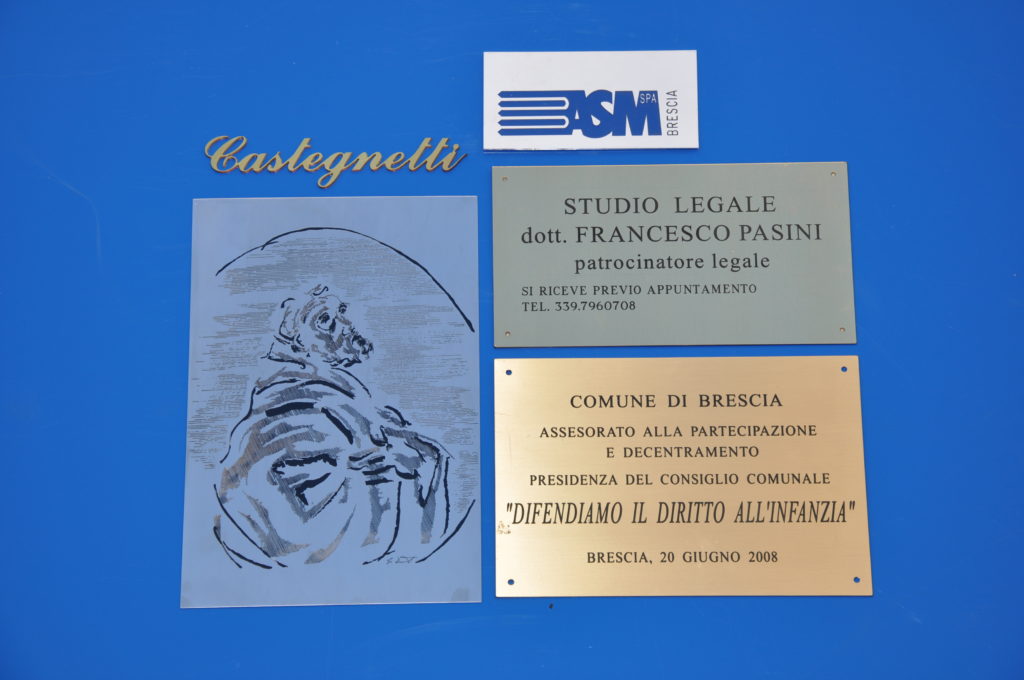 Castegnetti
ASM SPA BRESCIA
STUDIO LEGALE
dott. FRANCESCO PASINI
patrocinatore legale
SI RICEVE PREVIO APPUNTAMENTO
TEL. 339.7960708
COMUNE DI BRESCIA
ASSESORATO ALLA PARTECIPAZIONE
E DECENTRAMENTO
PRESIDENZA DEL CONSIGLIO COMUNALE
"DIFENDIAMO IL DIRITTO ALL'INFANZIA"
BRESCIA, 20 GIUGNO 2008